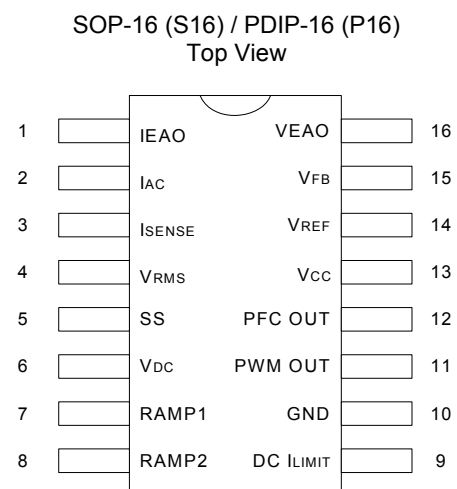 SOP-16 (S16) / PDIP-16 (P16)
Top View
1 IEAO VEAO 16
2 IAC VFB 15
3 ISENSE VREF 14
4 VRMS VCC 13
5 SS PFC OUT 12
6 VDC PWM OUT 11
7 RAMP1 GND 10
8 RAMP2 DC ILIMIT 9